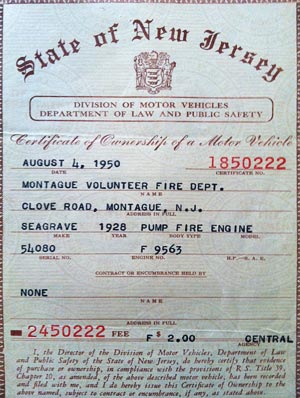 State of New Jersey
DIVISION OF MOTOR VEHICLES
DEPARTMENT OF LAW AND PUBLIC SAFETY
Certificate of Ownership of a Motor Vehicle
AUGUST 4, 1950 1850222
DATE CERTIFICATE NO.
MONTAGUE VOLUNTEER FIRE DEPT.
NAME
CLOVE ROAD, MONTAGUE, N.J.
ADDRESS IN FULL
SEAGRAVE 1928 PUMP FIRE ENGINE
MAKE YEAR BODY TYPE MODEL
54080 F 9563
SERIAL NO. ENGINE NO. H.P.—S.A.E.
CONTRACT OR ENCUMBRANCE HELD BY
NONE
NAME
ADDRESS IN FULL
2450222 FEE F $ 2.00 CENTRAL
AGENCY
I, the Director of the Division of Motor Vehicles, Department of Law
and Public Safety of the State of New Jersey, do hereby certify that evidence
of purchase or ownership, in compliance with the provisions of R. S. Title 39,
Chapter 10, as amended, of the above described motor vehicle, has been recorded
and filed with me, and I do hereby issue this Certificate of Ownership to the
above named, subject to contract or encumbrance, if any, as stated above.